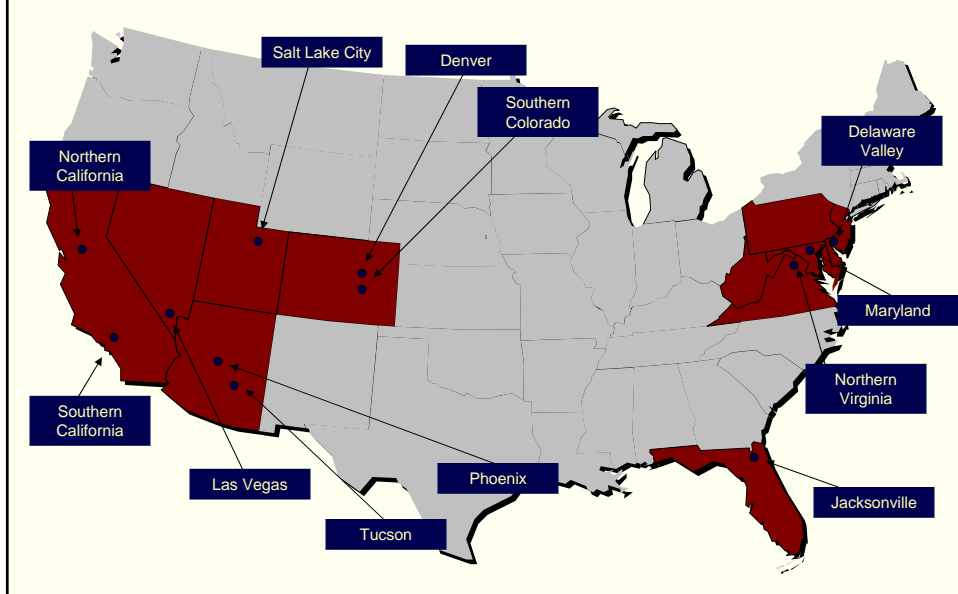 Salt Lake City
Denver
Southern
Colorado
Delaware
Valley
Northern
California
Maryland
Northern
Virginia
Southern
California
Las Vegas
Phoenix
Jacksonville
Tucson